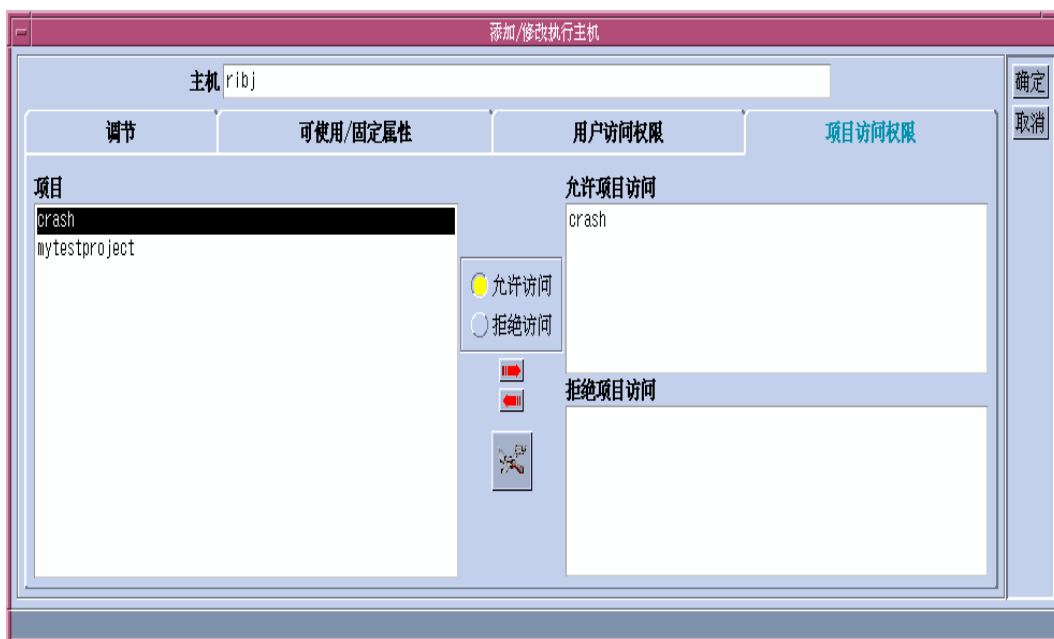 添加/修改执行主机
主机 ribj
确定
取消
调节 可使用/固定属性 用户访问权限 项目访问权限
项目
crash
mytestproject
允许访问
拒绝访问
允许项目访问
crash
拒绝项目访问